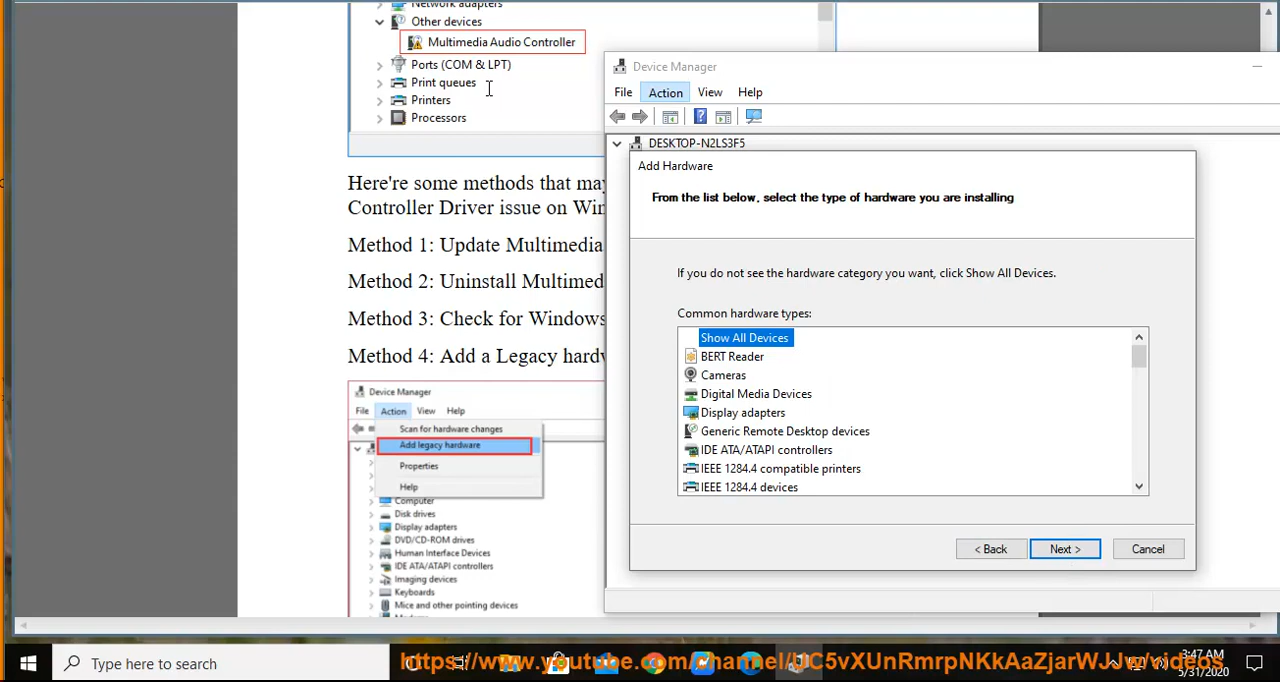 Network adapters
Other devices
Multimedia Audio Controller
Ports (COM & LPT)
Print queues
Printers
Processors
Here're some methods that may
Controller Driver issue on Win
Method 1: Update Multimedia
Method 2: Uninstall Multimed
Method 3: Check for Windows
Method 4: Add a Legacy hardw
Device Manager
File Action View Help
Scan for hardware changes
Add legacy hardware
Properties
Help
Computer
Disk drives
Display adapters
DVD/CD-ROM drives
Human Interface Devices
IDE ATA/ATAPI controllers
Imaging devices
Keyboards
Mice and other pointing devices
Device Manager
File Action View Help
DESKTOP-N2LS3F5
Add Hardware
From the list below, select the type of hardware you are installing
If you do not see the hardware category you want, click Show All Devices.
Common hardware types:
Show All Devices
BERT Reader
Cameras
Digital Media Devices
Display adapters
Generic Remote Desktop devices
IDE ATA/ATAPI controllers
IEEE 1284.4 compatible printers
IEEE 1284.4 devices
< Back Next > Cancel
Type here to search
https://www.youtube.com/channel/UC5vXUnRmrpNKkAaZjarWJJw/videos
3:47 AM
5/31/2020